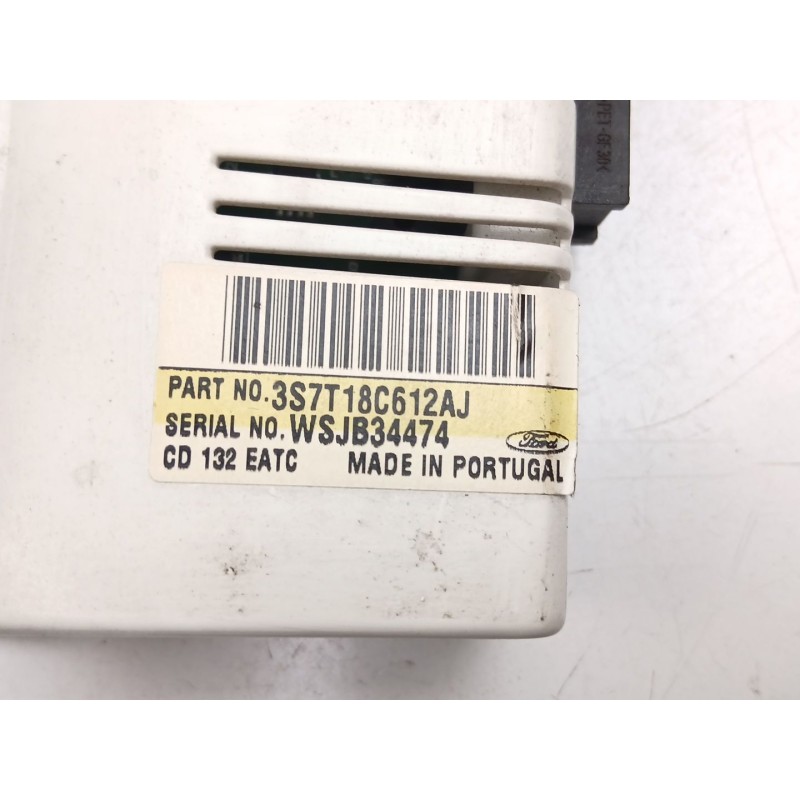 PART NO.3S7T18C612AJ
SERIAL NO.WSJB34474
Ford
CD 132 EATC MADE IN PORTUGAL